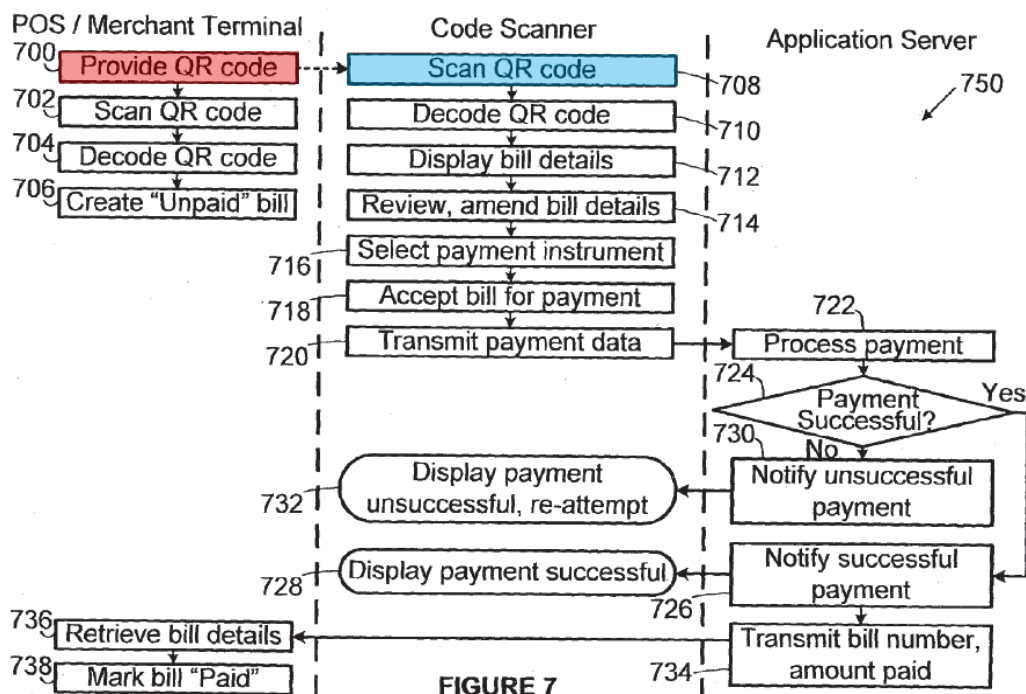 POS / Merchant Terminal
Code Scanner
Application Server
700
Provide QR code
Scan QR code
708
750
702
Scan QR code
Decode QR code
710
704
Decode QR code
Display bill details
712
706
Create “Unpaid” bill
Review, amend bill details
714
716
Select payment instrument
718
Accept bill for payment
722
720
Transmit payment data
Process payment
724
Payment
Successful?
Yes
730
No
Display payment
unsuccessful, re-attempt
732
Notify unsuccessful
payment
728
Display payment successful
Notify successful
payment
726
736
Retrieve bill details
Transmit bill number,
amount paid
734
738
Mark bill “Paid”
FIGURE 7